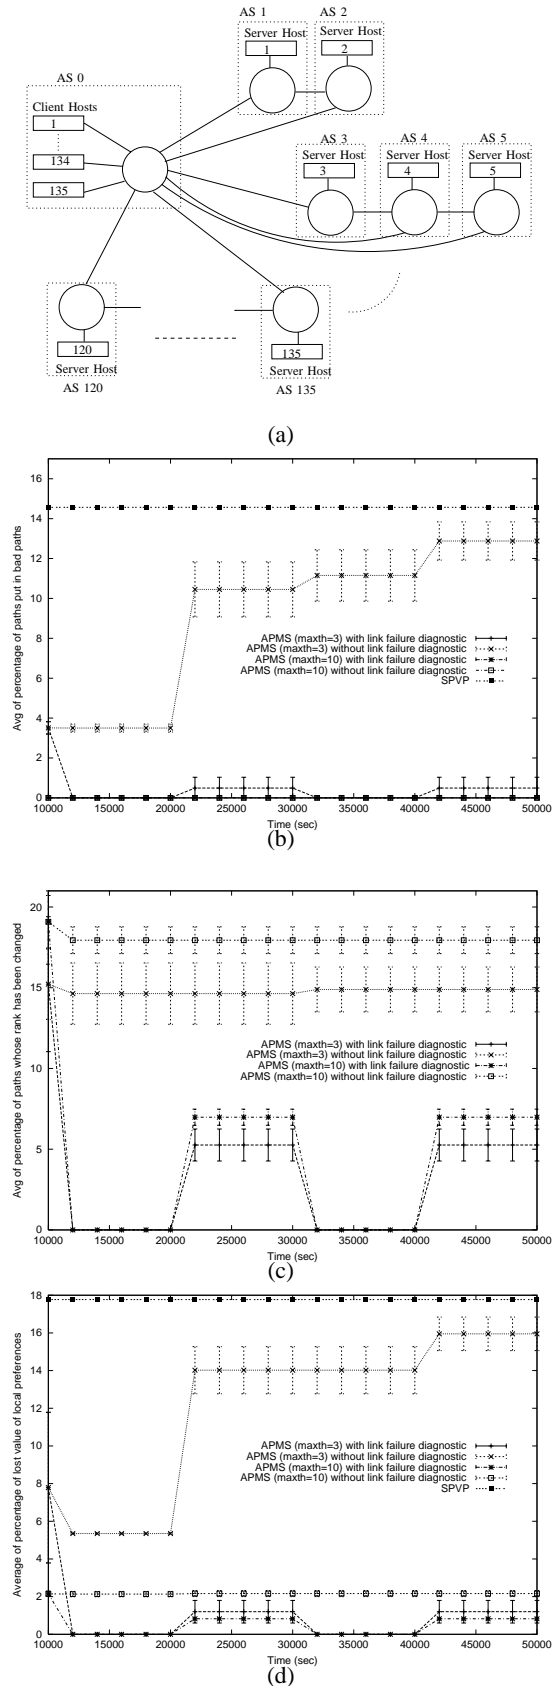 AS 1 AS 2
Server Host Server Host
1 2
AS 0
Client Hosts
1
134
135
AS 3 AS 4 AS 5
Server Host Server Host Server Host
3 4 5
120
Server Host
AS 120
135
Server Host
AS 135
(a)
Avg of percentage of paths put in bad paths
16
14
12
10
8
6
4
2
0
APMS (maxth=3) with link failure diagnostic
APMS (maxth=3) without link failure diagnostic
APMS (maxth=10) with link failure diagnostic
APMS (maxth=10) without link failure diagnostic
SPVP
10000 15000 20000 25000 30000 35000 40000 45000 50000
Time (sec)
(b)
Avg of percentage of paths whose rank has been changed
20
15
10
5
0
APMS (maxth=3) with link failure diagnostic
APMS (maxth=3) without link failure diagnostic
APMS (maxth=10) with link failure diagnostic
APMS (maxth=10) without link failure diagnostic
10000 15000 20000 25000 30000 35000 40000 45000 50000
Time (sec)
(c)
Average of percentage of lost value of local preferences
18
16
14
12
10
8
6
4
2
0
APMS (maxth=3) with link failure diagnostic
APMS (maxth=3) without link failure diagnostic
APMS (maxth=10) with link failure diagnostic
APMS (maxth=10) without link failure diagnostic
SPVP
10000 15000 20000 25000 30000 35000 40000 45000 50000
Time (sec)
(d)